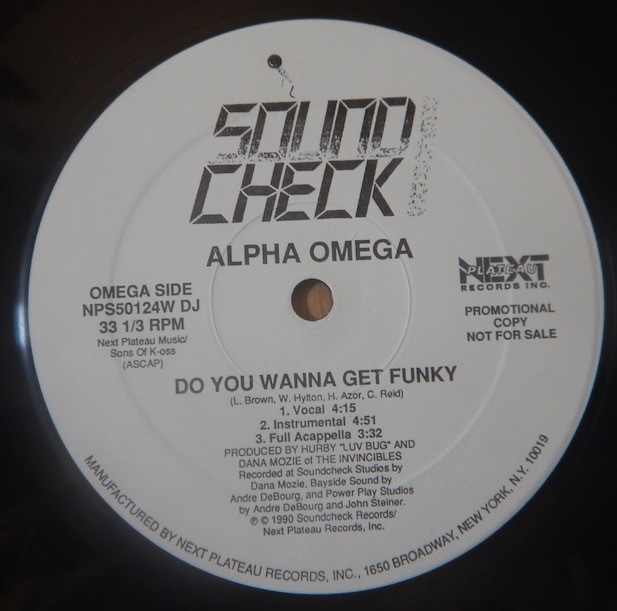 SOUND
CHECK
ALPHA OMEGA
OMEGA SIDE
NPS50124W DJ
33 1/3 RPM
Next Plateau Music/
Sons Of K-oss
(ASCAP)
NEXT
PLATEAU
RECORDS INC.
PROMOTIONAL
COPY
NOT FOR SALE
DO YOU WANNA GET FUNKY
(L. Brown, W. Hylton, H. Azor, C. Reid)
1. Vocal 4:15
2. Instrumental 4:51
3. Full Acappella 3:32
PRODUCED BY HURBY "LUV BUG" AND
DANA MOZIE of THE INVINCIBLES
Recorded at Soundcheck Studios by
Dana Mozie, Bayside Sound by
Andre DeBourg, and Power Play Studios
by Andre DeBourg and John Steiner.
℗ © 1990 Soundcheck Records/
Next Plateau Records, Inc.
MANUFACTURED BY NEXT PLATEAU RECORDS, INC., 1650 BROADWAY, NEW YORK, N.Y. 10019